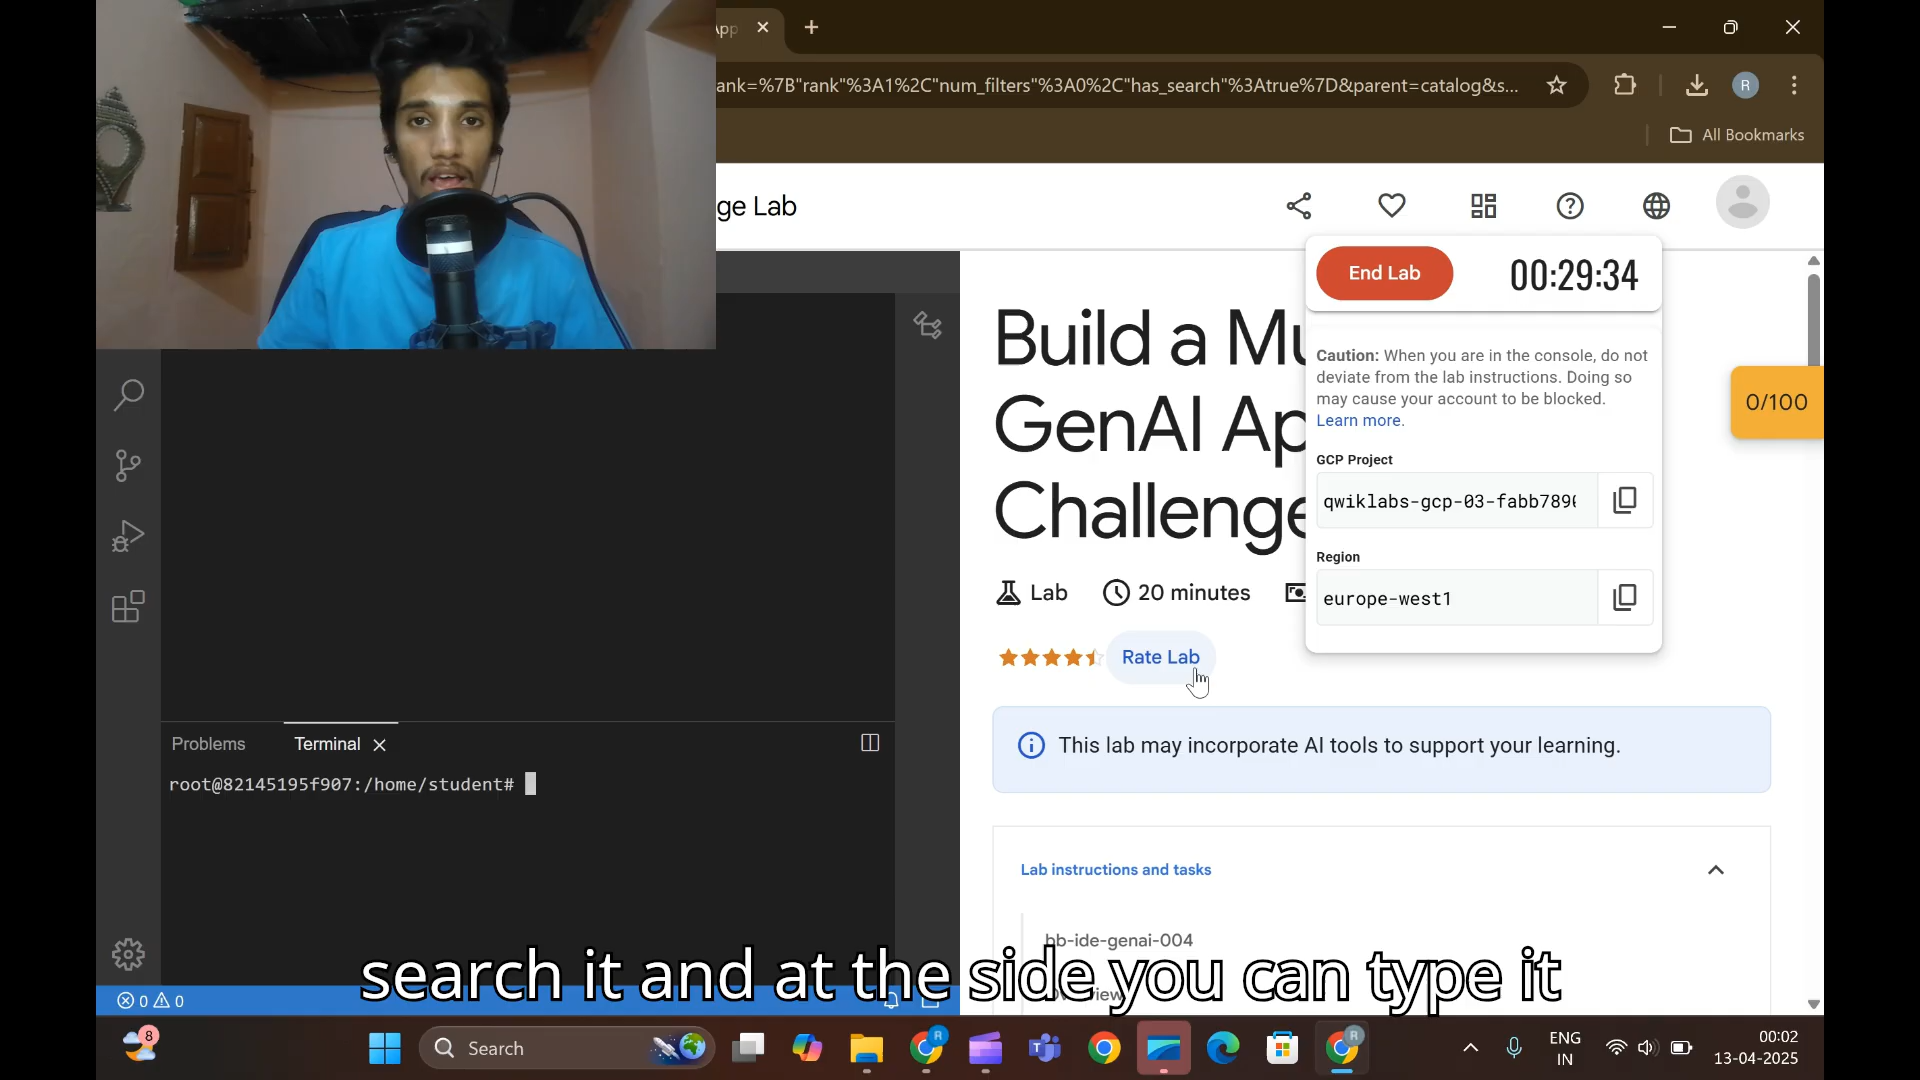 App
ank=%7B"rank"%3A1%2C"num_filters"%3A0%2C"has_search"%3Atrue%7D&parent=catalog&s...
R
All Bookmarks
ge Lab
End Lab
00:29:34
Build a Mu
GenAI Ap
Challenge
Caution: When you are in the console, do not
deviate from the lab instructions. Doing so
may cause your account to be blocked.
Learn more.
GCP Project
qwiklabs-gcp-03-fabb789
Region
europe-west1
0/100
Lab
20 minutes
Rate Lab
This lab may incorporate AI tools to support your learning.
Problems
Terminal
root@82145195f907:/home/student#
Lab instructions and tasks
bb-ide-genai-004
search it and at the side you can type it
0 0
8
Search
R
R
ENG
IN
00:02
13-04-2025